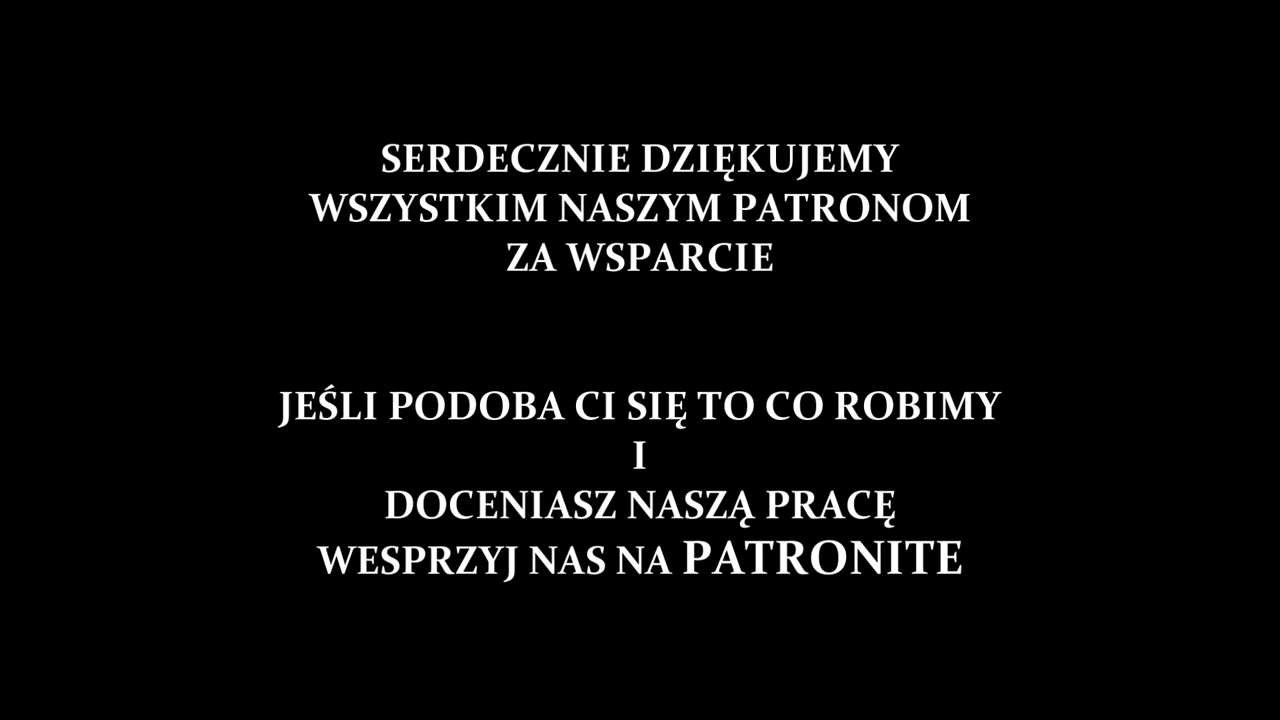 SERDECZNIE DZIĘKUJEMY
WSZYSTKIM NASZYM PATRONOM
ZA WSPARCIE
JEŚLI PODOBA CI SIĘ TO CO ROBIMY
I
DOCENIASZ NASZĄ PRACĘ
WESPRZYJ NAS NA PATRONITE